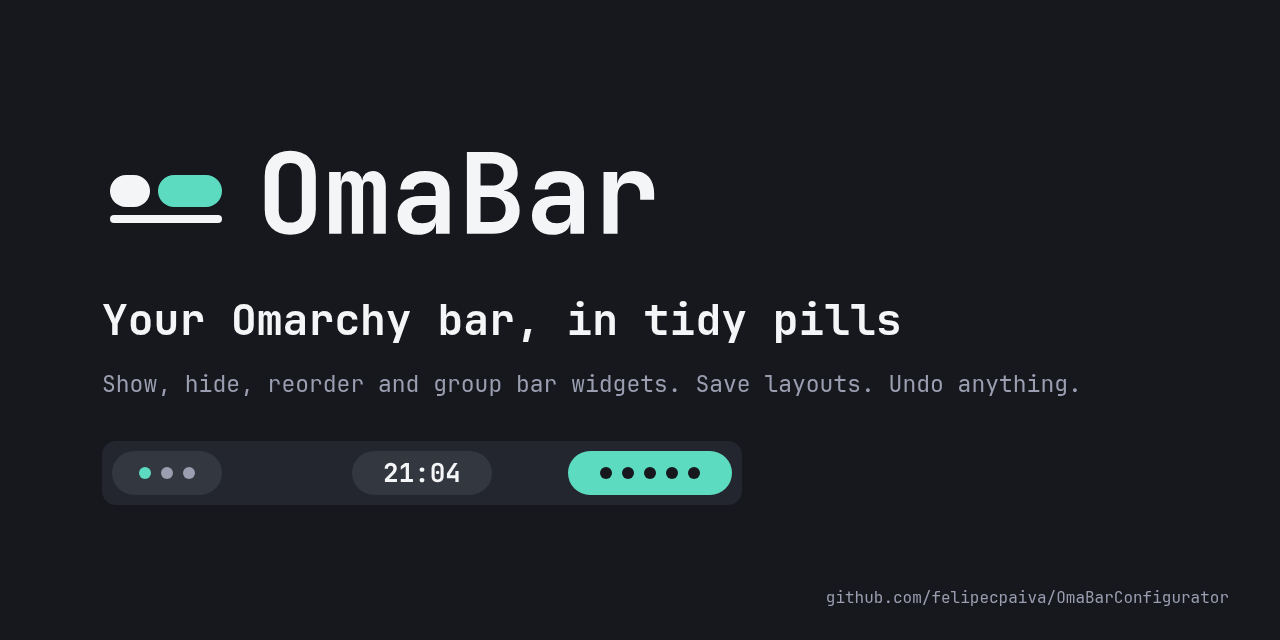 OmaBar
Your Omarchy bar, in tidy pills
Show, hide, reorder and group bar widgets. Save layouts. Undo anything.
21:04
github.com/felipecpaiva/OmaBarConfigurator